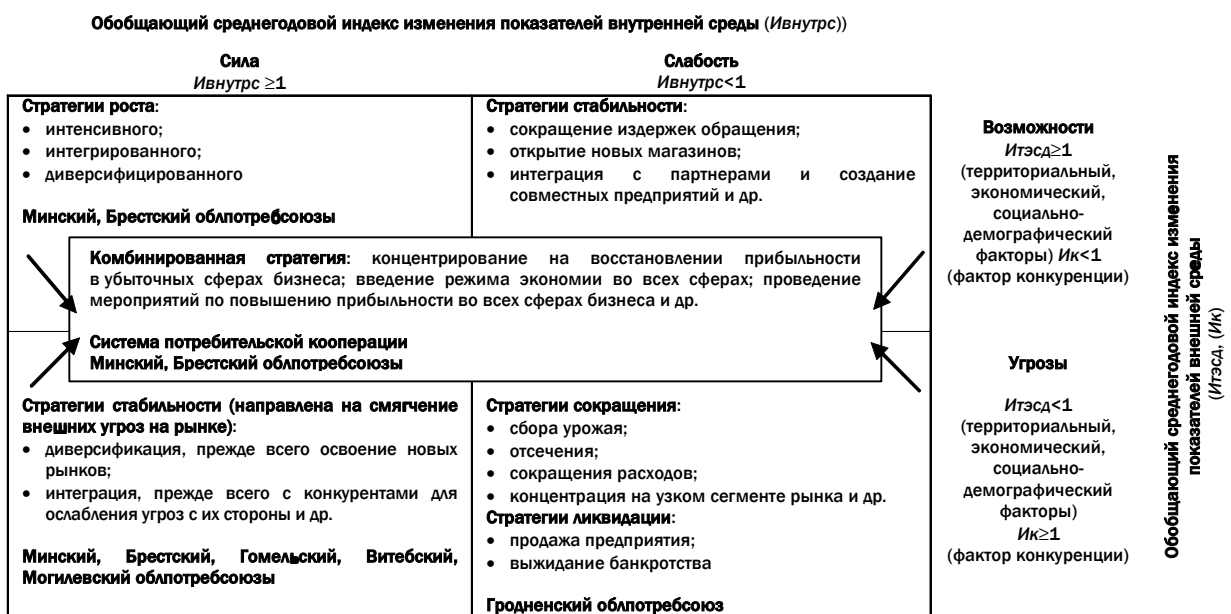 Обобщающий среднегодовой индекс изменения показателей внутренней среды (Ивнутрс))
Сила
Ивнутрс ≥1
Слабость
Ивнутрс<1
Стратегии роста:
• интенсивного;
• интегрированного;
• диверсифицированного
Минский, Брестский облпотребсоюзы
Стратегии стабильности:
• сокращение издержек обращения;
• открытие новых магазинов;
• интеграция с партнерами и создание
совместных предприятий и др.
Возможности
Итэсд≥1
(территориальный,
экономический,
социально-
демографический
факторы) Ик<1
(фактор конкуренции)
Комбинированная стратегия: концентрирование на восстановлении прибыльности
в убыточных сферах бизнеса; введение режима экономии во всех сферах; проведение
мероприятий по повышению прибыльности во всех сферах бизнеса и др.
Система потребительской кооперации
Минский, Брестский облпотребсоюзы
Стратегии стабильности (направлена на смягчение
внешних угроз на рынке):
• диверсификация, прежде всего освоение новых
рынков;
• интеграция, прежде всего с конкурентами для
ослабления угроз с их стороны и др.
Минский, Брестский, Гомельский, Витебский,
Могилевский облпотребсоюзы
Стратегии сокращения:
• сбора урожая;
• отсечения;
• сокращения расходов;
• концентрация на узком сегменте рынка и др.
Стратегии ликвидации:
• продажа предприятия;
• выжидание банкротства
Гродненский облпотребсоюз
Угрозы
Итэсд<1
(территориальный,
экономический,
социально-
демографический
факторы)
Ик≥1
(фактор конкуренции)
Обобщающий среднегодовой индекс изменения
показателей внешней среды
(Итэсд, (Ик)